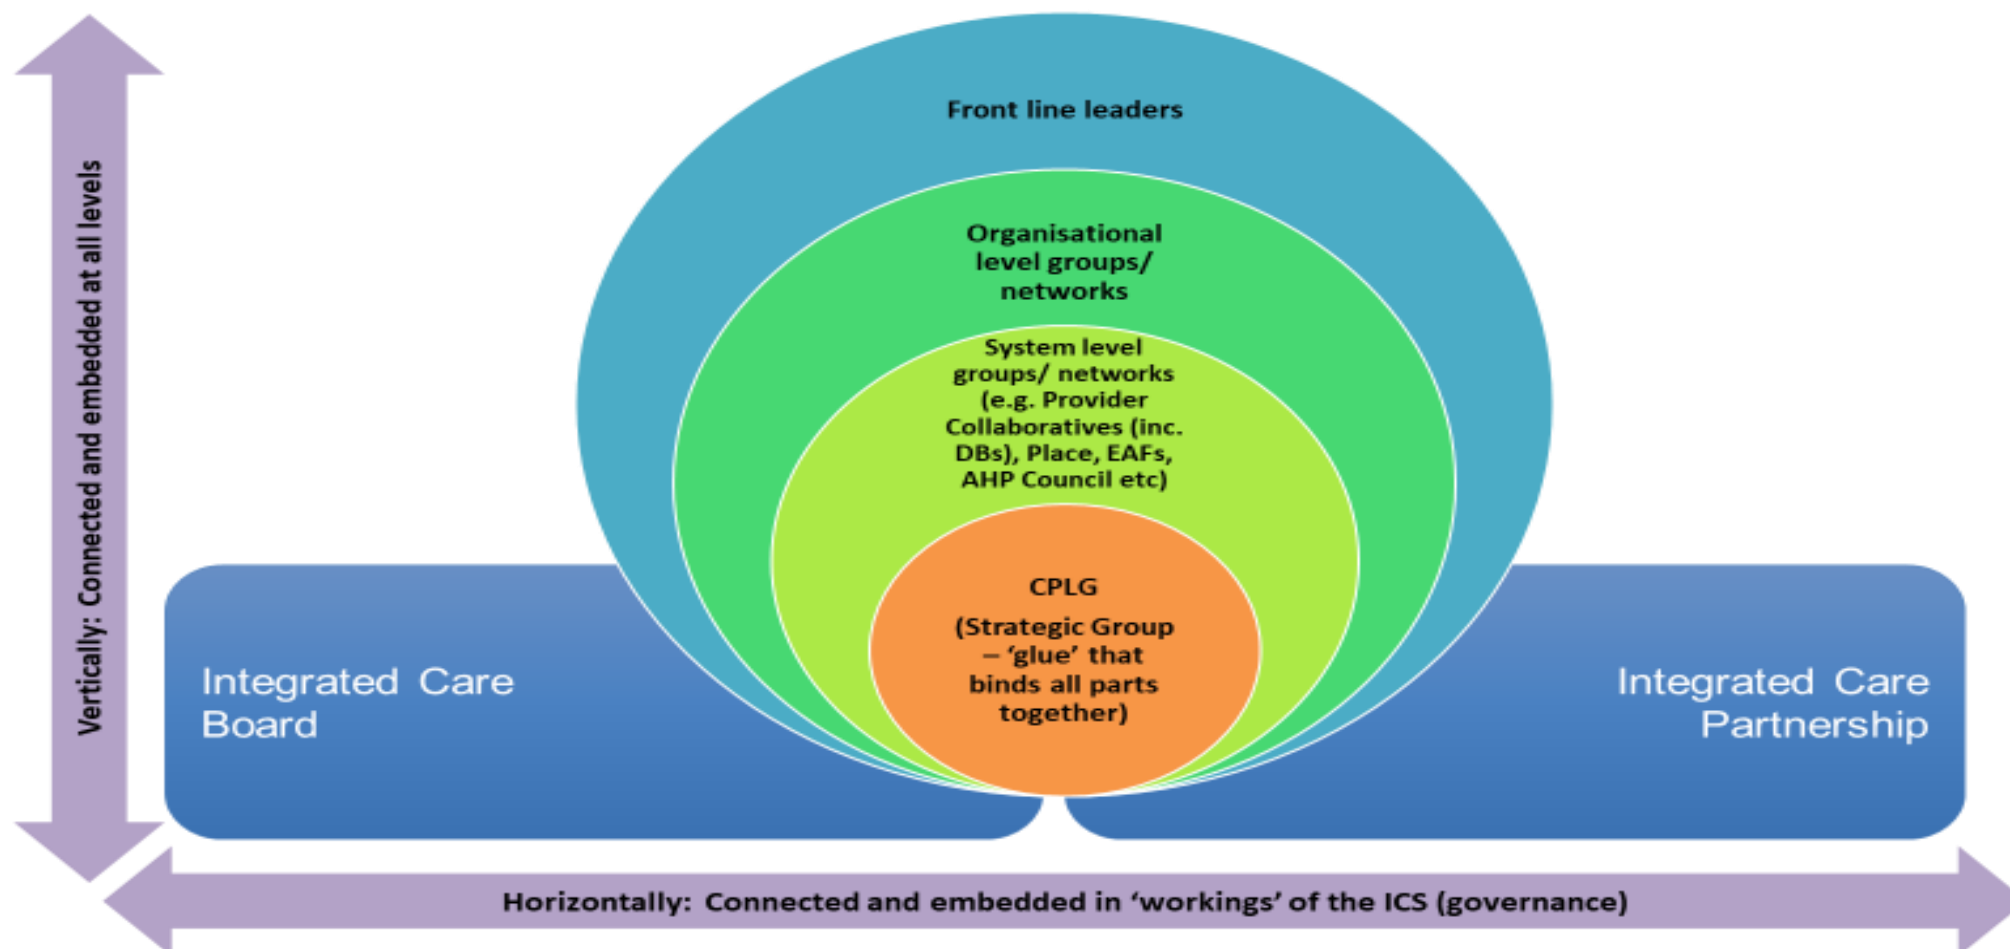 Front line leaders
Organisational
level groups/
networks
System level
groups/ networks
(e.g. Provider
Collaboratives (inc.
DBs), Place, EAFs,
AHP Council etc)
CPLG
(Strategic Group
– ‘glue’ that
binds all parts
together)
Integrated Care
Board
Integrated Care
Partnership
Vertically: Connected and embedded at all levels
Horizontally: Connected and embedded in ‘workings’ of the ICS (governance)